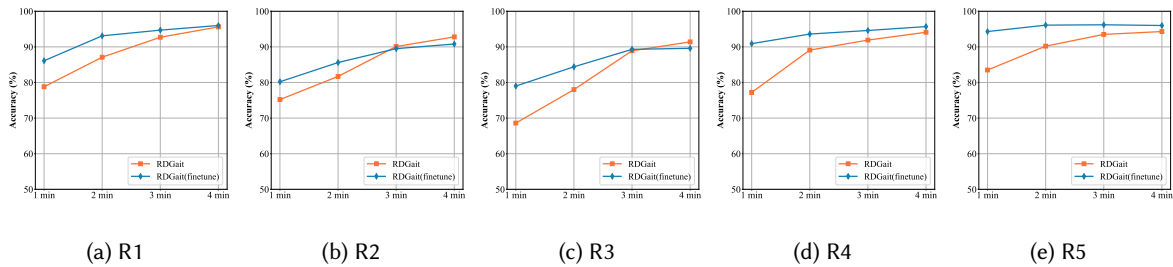 100
90
80
70
60
50
Accuracy (%)
1 min 2 min 3 min 4 min
RDGait
RDGait(finetune)
(a) R1
100
90
80
70
60
50
Accuracy (%)
1 min 2 min 3 min 4 min
RDGait
RDGait(finetune)
(b) R2
100
90
80
70
60
50
Accuracy (%)
1 min 2 min 3 min 4 min
RDGait
RDGait(finetune)
(c) R3
100
90
80
70
60
50
Accuracy (%)
1 min 2 min 3 min 4 min
RDGait
RDGait(finetune)
(d) R4
100
90
80
70
60
50
Accuracy (%)
1 min 2 min 3 min 4 min
RDGait
RDGait(finetune)
(e) R5